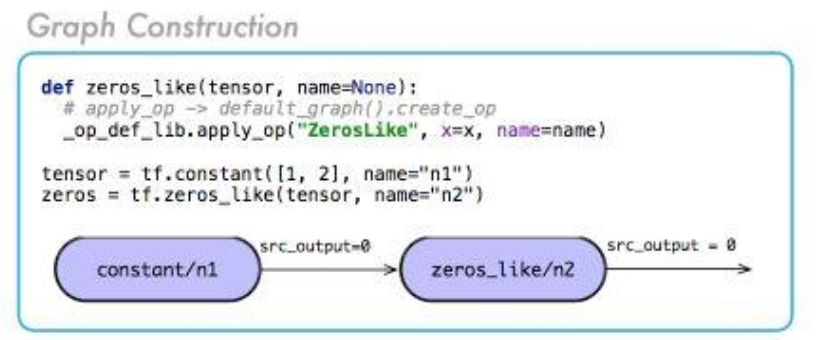 Graph Construction
def zeros_like(tensor, name=None):
  # apply_op -> default_graph().create_op
  _op_def_lib.apply_op("ZerosLike", x=x, name=name)
tensor = tf.constant([1, 2], name="n1")
zeros = tf.zeros_like(tensor, name="n2")
src_output=0
src_output = 0
constant/n1
zeros_like/n2